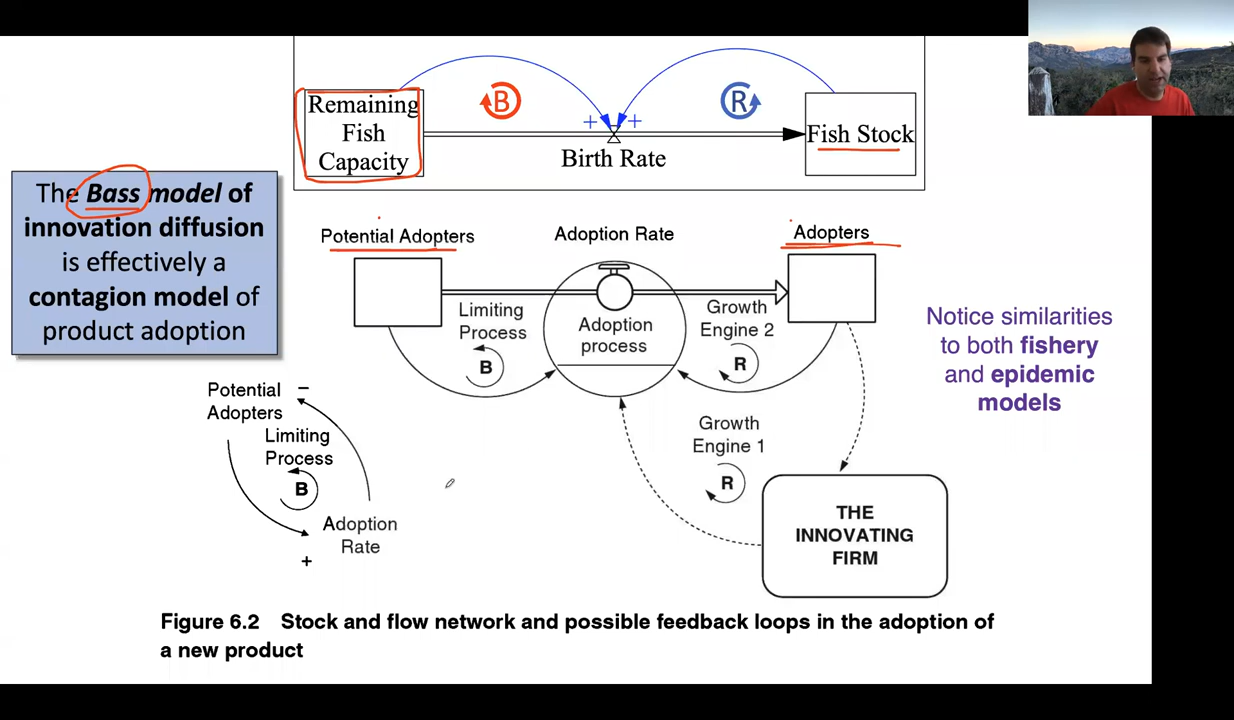 Remaining
Fish
Capacity
B
R
+ +
Birth Rate
Fish Stock
The Bass model of
innovation diffusion
is effectively a
contagion model of
product adoption
Potential Adopters
Adoption Rate
Adopters
Limiting
Process
B
Adoption
process
Growth
Engine 2
R
Growth
Engine 1
R
THE
INNOVATING
FIRM
Notice similarities
to both fishery
and epidemic
models
Potential −
Adopters
Limiting
Process
B
Adoption
Rate
+
Figure 6.2 Stock and flow network and possible feedback loops in the adoption of
a new product